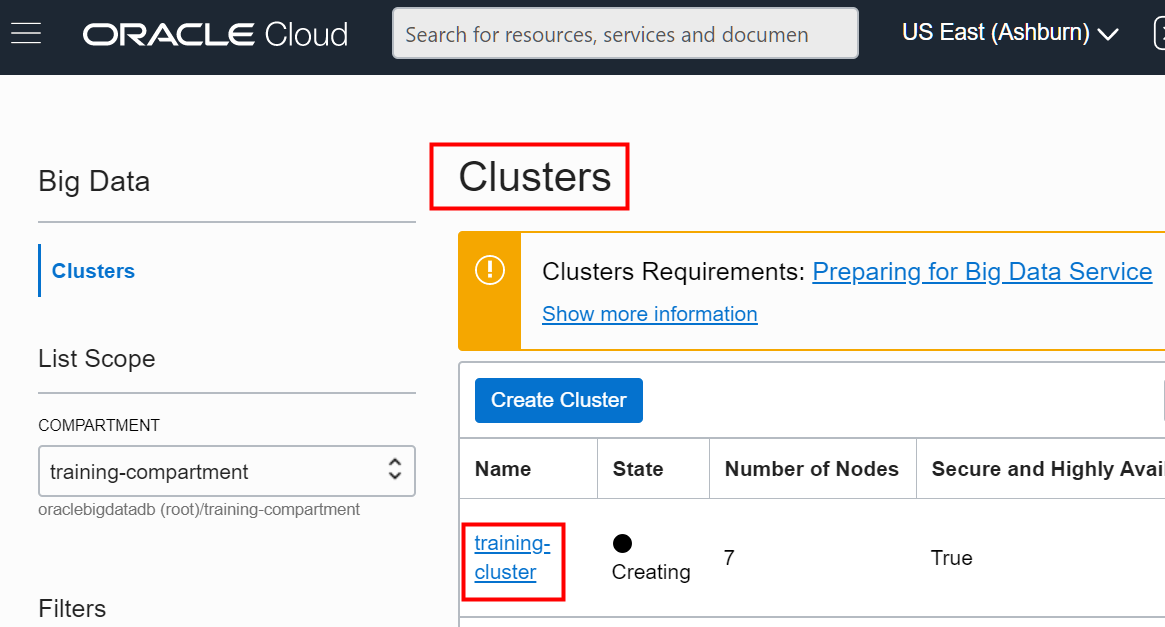 ORACLE Cloud
Search for resources, services and documen
US East (Ashburn)
Big Data
Clusters
List Scope
COMPARTMENT
training-compartment
oraclebigdatadb (root)/training-compartment
Filters
Clusters
Clusters Requirements: Preparing for Big Data Service
Show more information
Create Cluster
Name State Number of Nodes Secure and Highly Avai
training-
cluster
Creating
7
True